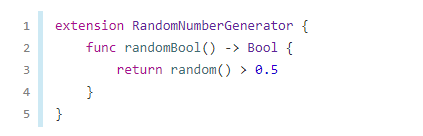 1 extension RandomNumberGenerator {
2     func randomBool() -> Bool {
3         return random() > 0.5
4     }
5 }